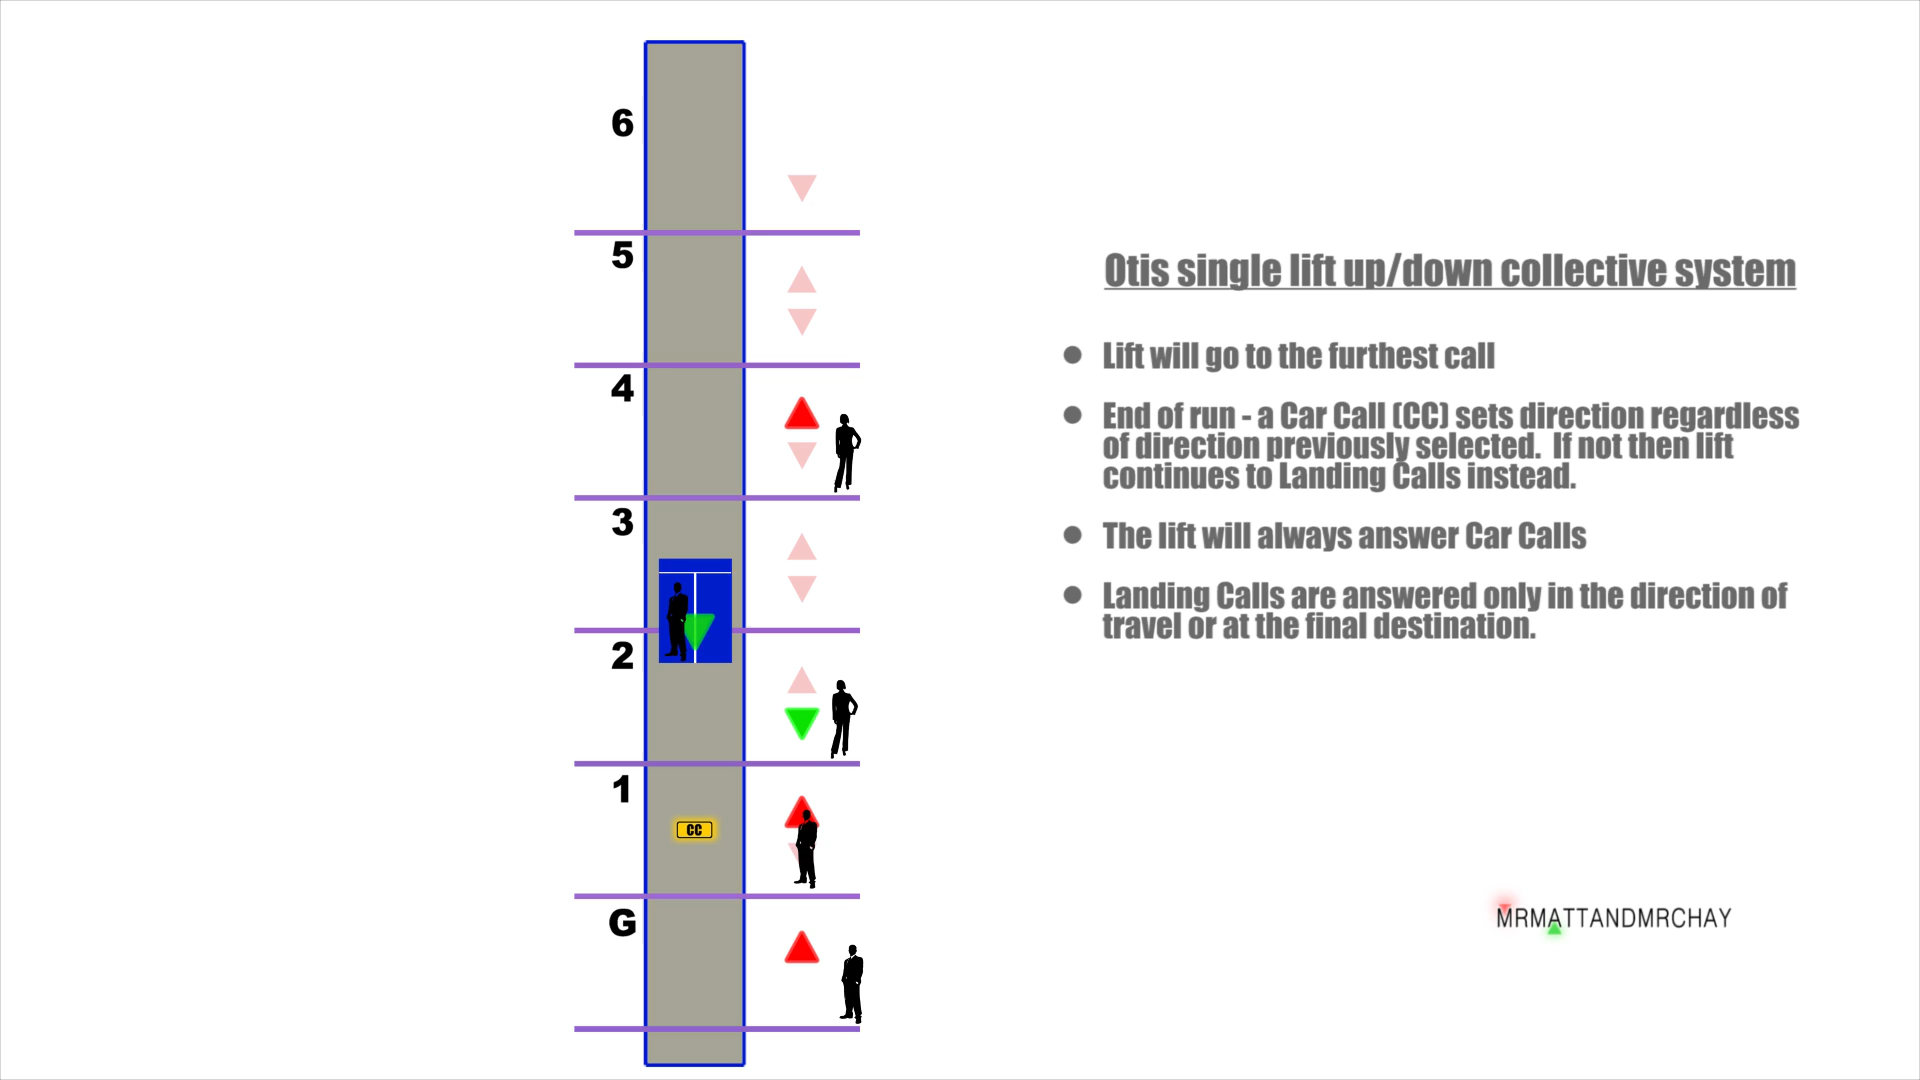 6
5
4
3
2
1
CC
G
Otis single lift up/down collective system
Lift will go to the furthest call
End of run - a Car Call (CC) sets direction regardless
of direction previously selected.  If not then lift
continues to Landing Calls instead.
The lift will always answer Car Calls
Landing Calls are answered only in the direction of
travel or at the final destination.
MRMATTANDMRCHAY